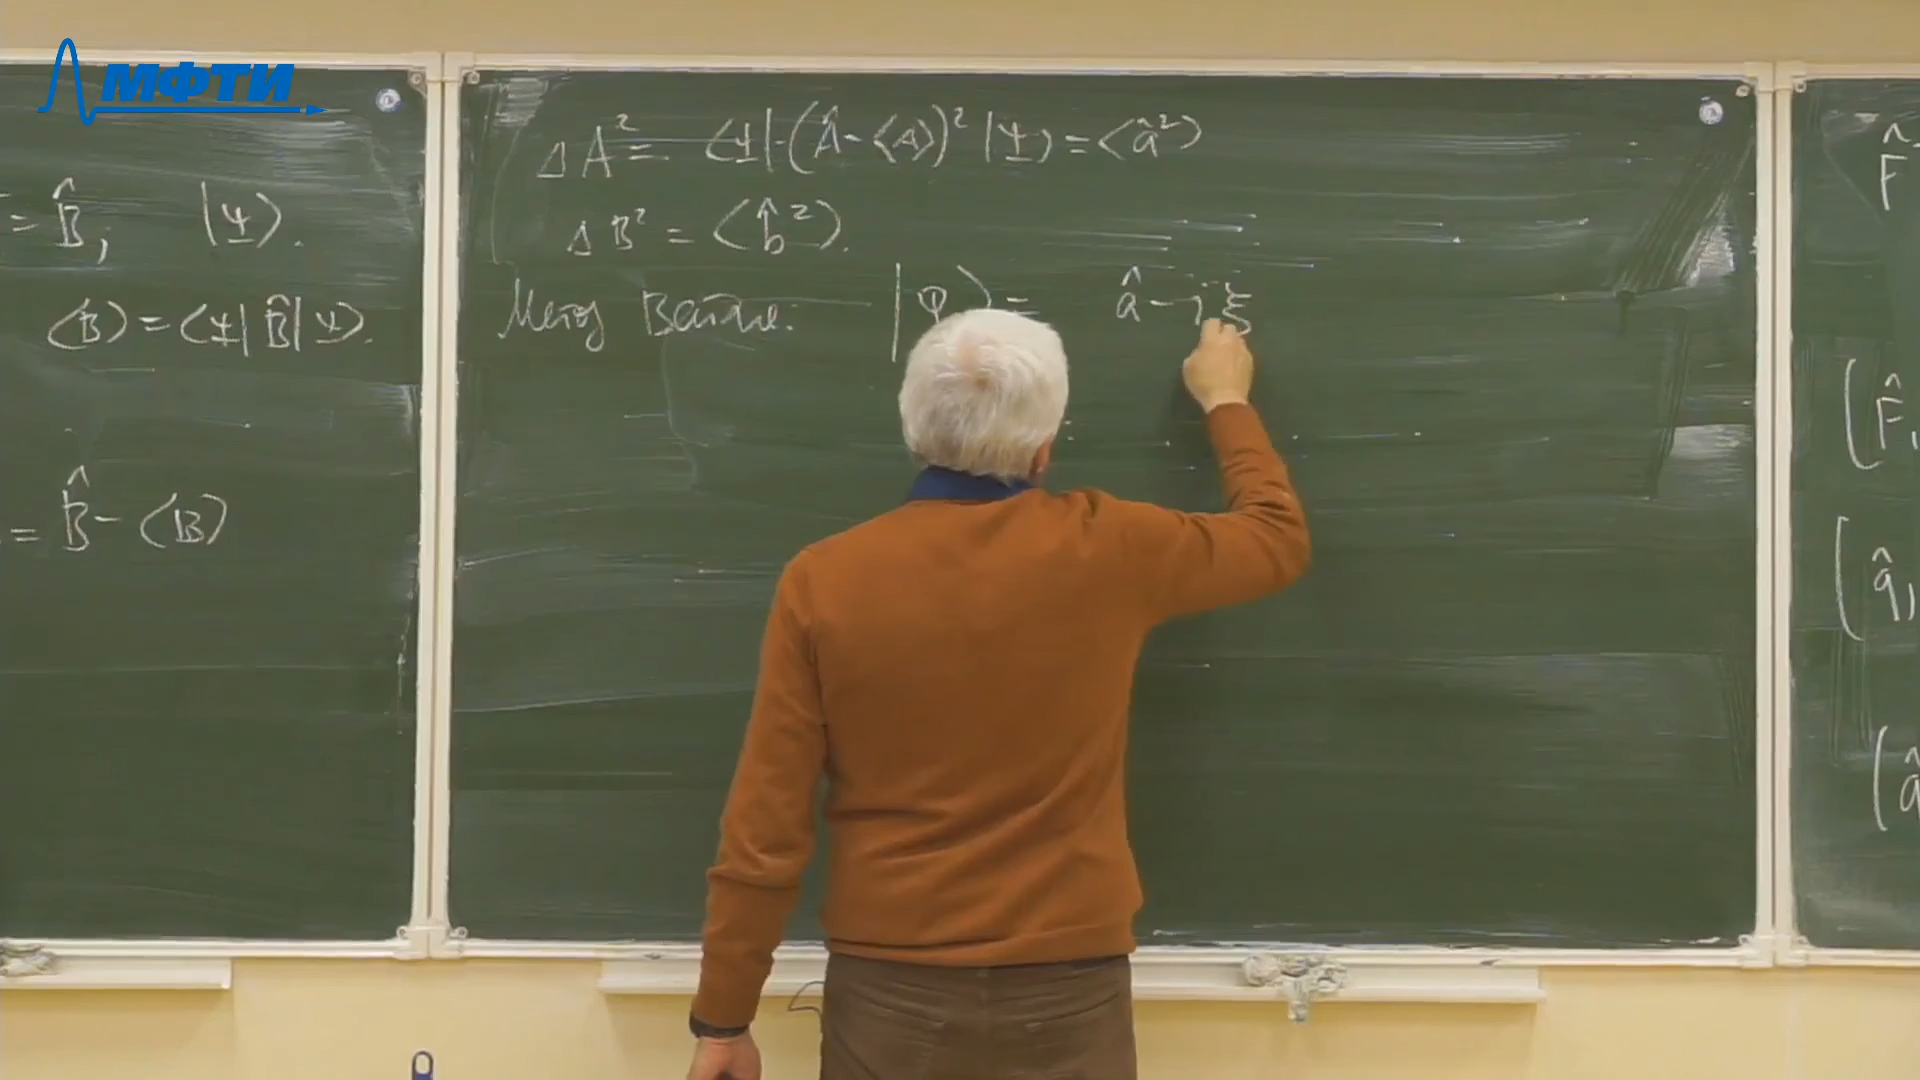 МФТИ
= B̂, |Ψ⟩.
⟨B⟩ = ⟨Ψ| B̂ |Ψ⟩.
= B̂ - ⟨B⟩
ΔA² = ⟨Ψ|·(Â - ⟨A⟩)² |Ψ⟩ = ⟨â²⟩
ΔB² = ⟨b̂²⟩.
Метод Вейля: |φ⟩ = â - iξ
F̂
(F̂,
(q̂,
(â